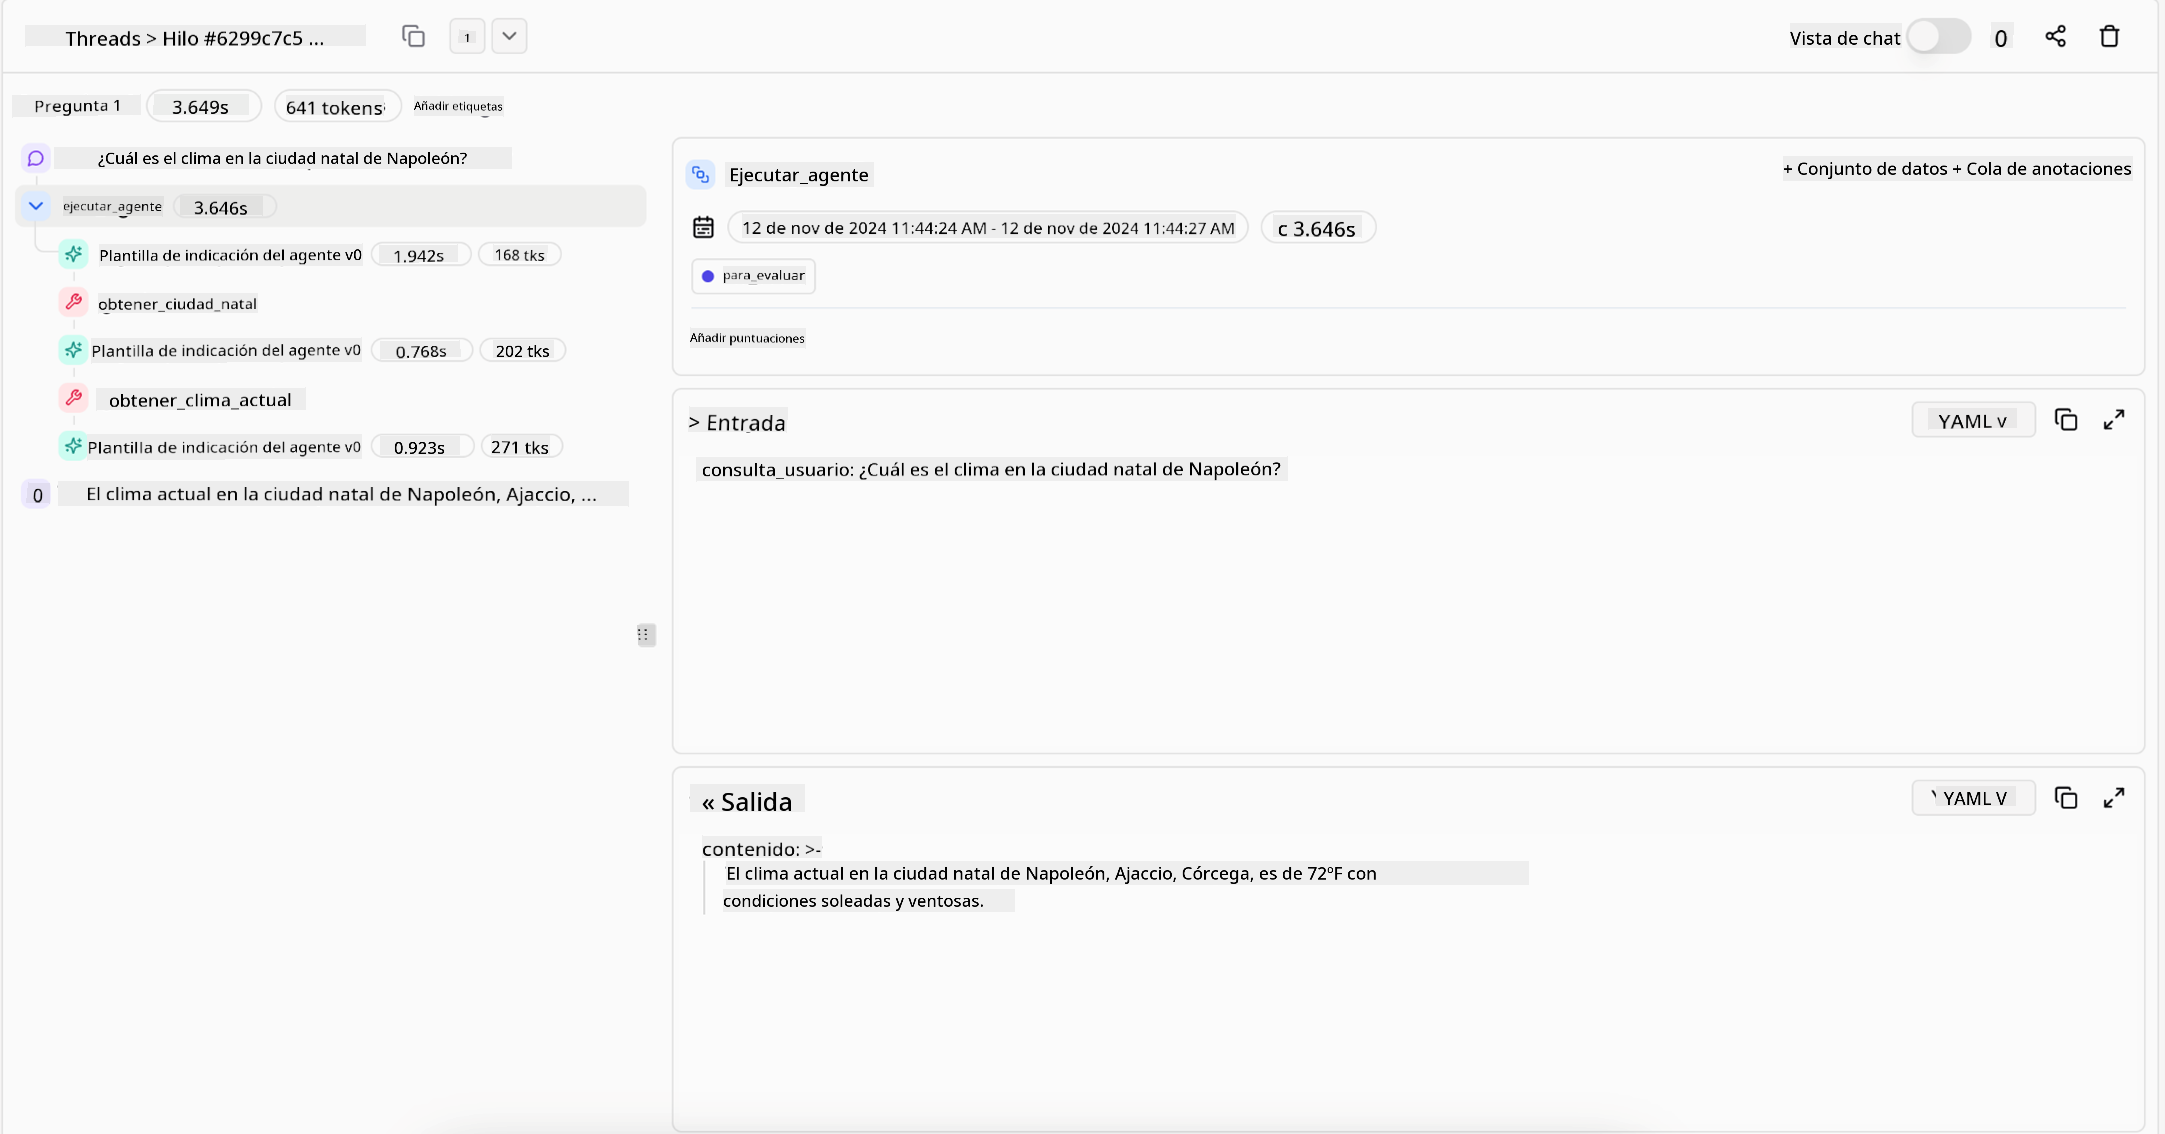 Threads > Hilo #6299c7c5 ...
1
Vista de chat
0
Pregunta 1
3.649s
641 tokens
Añadir etiquetas
¿Cuál es el clima en la ciudad natal de Napoleón?
ejecutar_agente
3.646s
Plantilla de indicación del agente v0
1.942s
168 tks
obtener_ciudad_natal
Plantilla de indicación del agente v0
0.768s
202 tks
obtener_clima_actual
Plantilla de indicación del agente v0
0.923s
271 tks
0
El clima actual en la ciudad natal de Napoleón, Ajaccio, ...
Ejecutar_agente
+ Conjunto de datos + Cola de anotaciones
12 de nov de 2024 11:44:24 AM - 12 de nov de 2024 11:44:27 AM
c 3.646s
para_evaluar
Añadir puntuaciones
> Entrada
YAML v
consulta_usuario: ¿Cuál es el clima en la ciudad natal de Napoleón?
« Salida
YAML V
contenido: >-
El clima actual en la ciudad natal de Napoleón, Ajaccio, Córcega, es de 72ºF con
condiciones soleadas y ventosas.